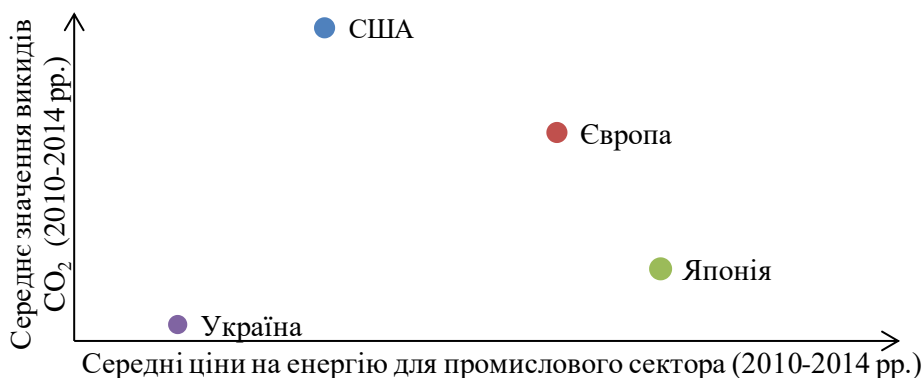 Середнє значення викидів
CO₂ (2010-2014 рр.)
США
Європа
Японія
Україна
Середні ціни на енергію для промислового сектора (2010-2014 рр.)